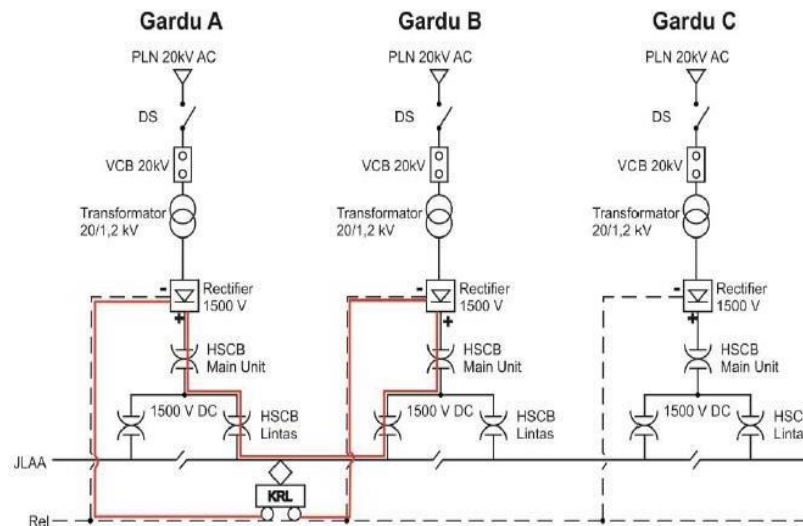 Gardu A
Gardu B
Gardu C
PLN 20kV AC
PLN 20kV AC
PLN 20kV AC
DS
DS
DS
VCB 20kV
VCB 20kV
VCB 20kV
Transformator
20/1,2 kV
Transformator
20/1,2 kV
Transformator
20/1,2 kV
-
Rectifier
1500 V
-
Rectifier
1500 V
-
Rectifier
1500 V
+
+
+
HSCB
Main Unit
HSCB
Main Unit
HSCB
Main Unit
1500 V DC
HSCB
Lintas
1500 V DC
HSCB
Lintas
1500 V DC
HSC
Lintas
JLAA
KRL
Rel